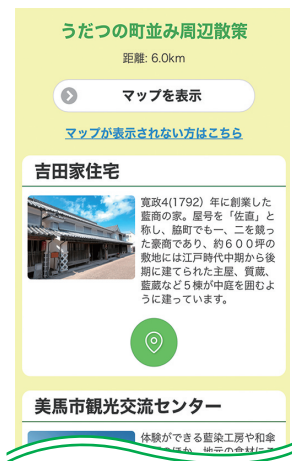 うだつの町並み周辺散策
距離: 6.0km
マップを表示
マップが表示されない方はこちら
吉田家住宅
寛政4(1792）年に創業した
藍商の家。屋号を「佐直」と
称し、脇町でも一、二を競っ
た豪商であり、約６００坪の
敷地には江戸時代中期から後
期に建てられた主屋、質蔵、
藍蔵など５棟が中庭を囲むよ
うに建っています。
美馬市観光交流センター
体験ができる藍染工房や和傘